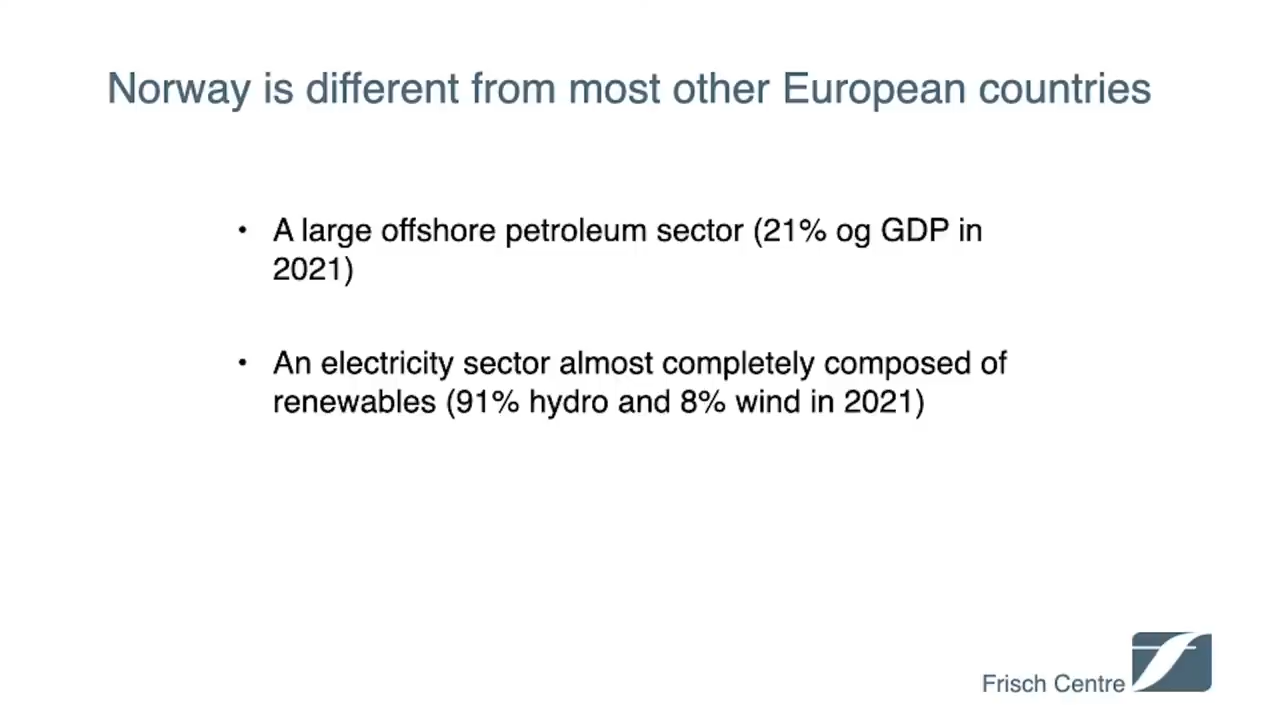 Norway is different from most other European countries
• A large offshore petroleum sector (21% og GDP in
2021)
• An electricity sector almost completely composed of
renewables (91% hydro and 8% wind in 2021)
Frisch Centre